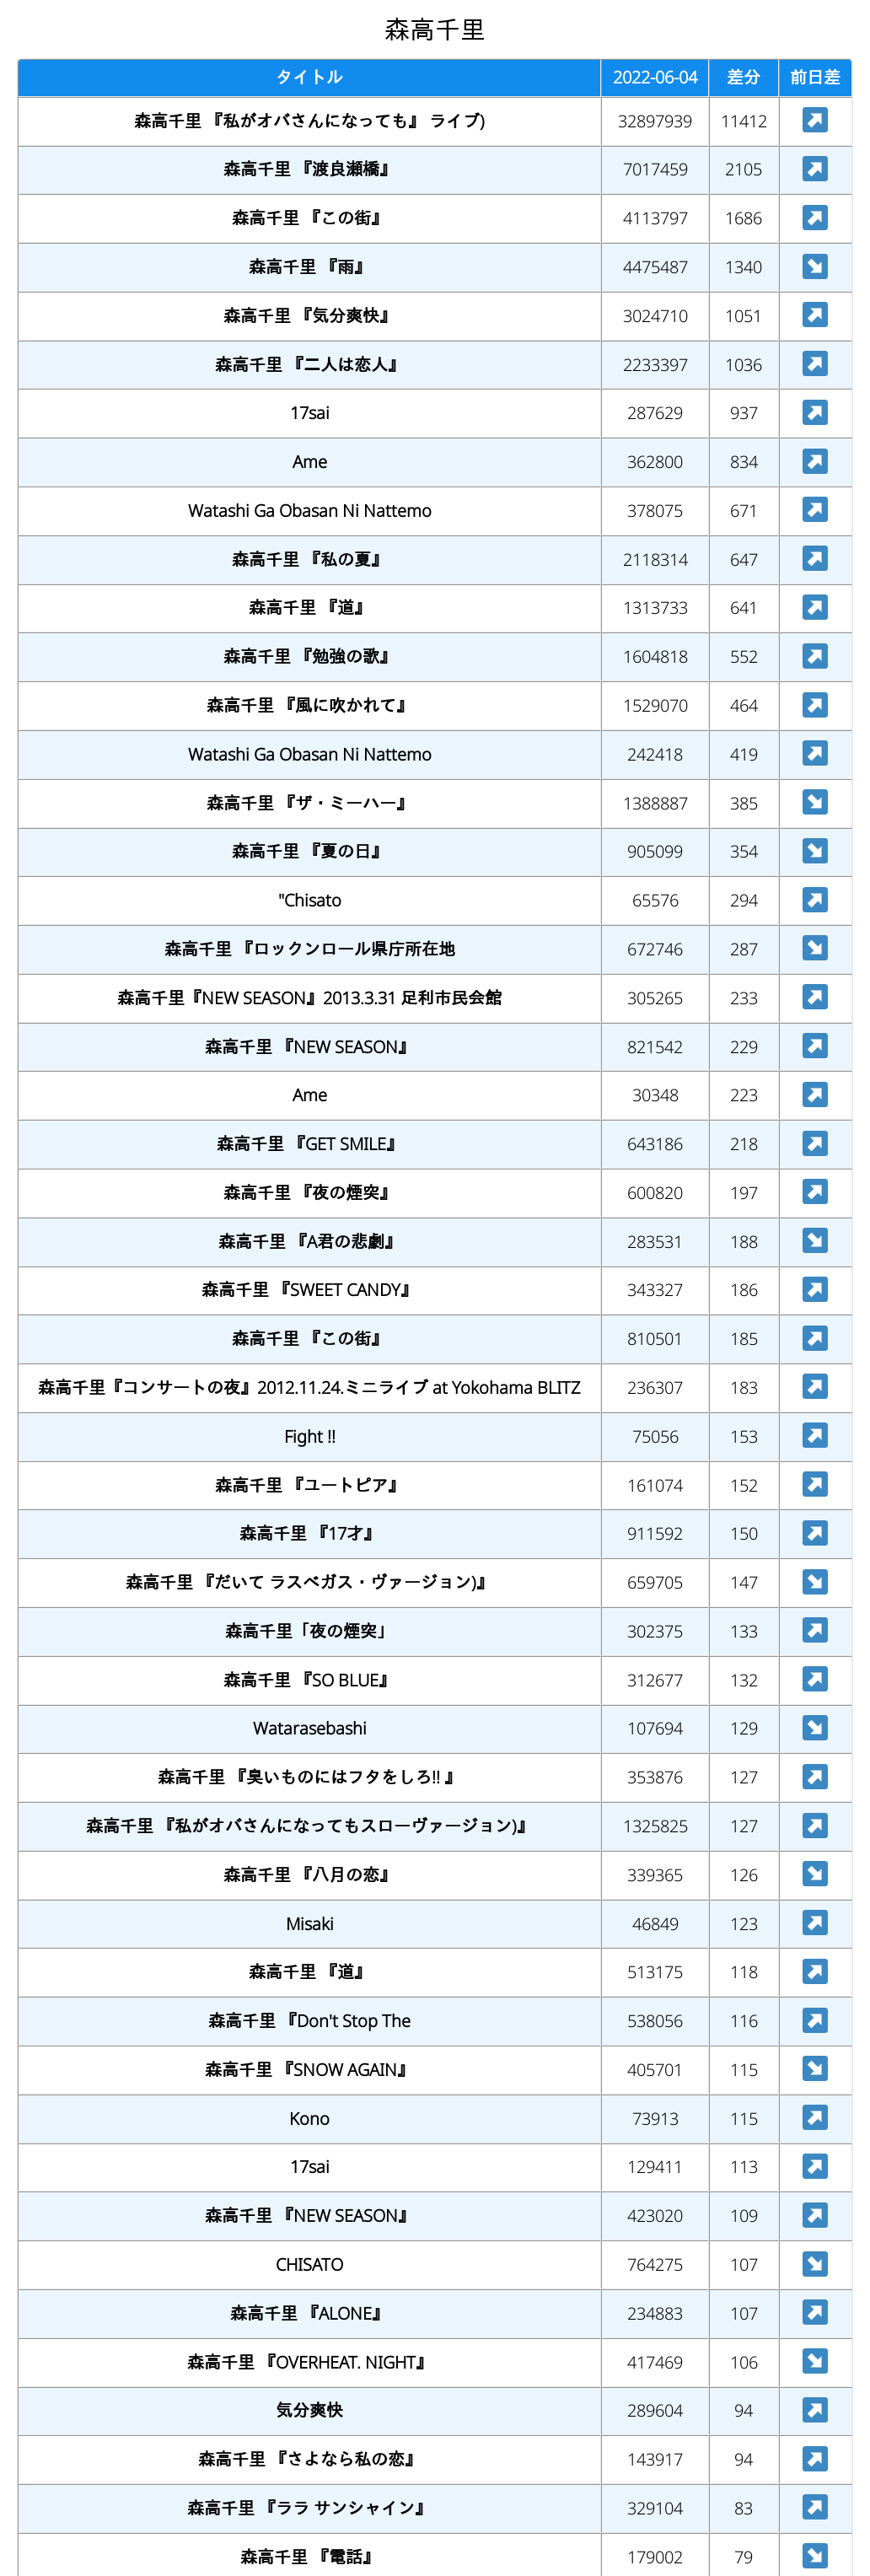 森高千里
タイトル 2022-06-04 差分 前日差
森高千里 『私がオバさんになっても』 ライブ) 32897939 11412
森高千里 『渡良瀬橋』 7017459 2105
森高千里 『この街』 4113797 1686
森高千里 『雨』 4475487 1340
森高千里 『気分爽快』 3024710 1051
森高千里 『二人は恋人』 2233397 1036
17sai 287629 937
Ame 362800 834
Watashi Ga Obasan Ni Nattemo 378075 671
森高千里 『私の夏』 2118314 647
森高千里 『道』 1313733 641
森高千里 『勉強の歌』 1604818 552
森高千里 『風に吹かれて』 1529070 464
Watashi Ga Obasan Ni Nattemo 242418 419
森高千里 『ザ・ミーハー』 1388887 385
森高千里 『夏の日』 905099 354
"Chisato 65576 294
森高千里 『ロックンロール県庁所在地 672746 287
森高千里『NEW SEASON』2013.3.31 足利市民会館 305265 233
森高千里 『NEW SEASON』 821542 229
Ame 30348 223
森高千里 『GET SMILE』 643186 218
森高千里 『夜の煙突』 600820 197
森高千里 『A君の悲劇』 283531 188
森高千里 『SWEET CANDY』 343327 186
森高千里 『この街』 810501 185
森高千里『コンサートの夜』2012.11.24.ミニライブ at Yokohama BLITZ 236307 183
Fight !! 75056 153
森高千里 『ユートピア』 161074 152
森高千里 『17才』 911592 150
森高千里 『だいて ラスベガス・ヴァージョン)』 659705 147
森高千里「夜の煙突」 302375 133
森高千里 『SO BLUE』 312677 132
Watarasebashi 107694 129
森高千里 『臭いものにはフタをしろ!! 』 353876 127
森高千里 『私がオバさんになってもスローヴァージョン)』 1325825 127
森高千里 『八月の恋』 339365 126
Misaki 46849 123
森高千里 『道』 513175 118
森高千里 『Don't Stop The 538056 116
森高千里 『SNOW AGAIN』 405701 115
Kono 73913 115
17sai 129411 113
森高千里 『NEW SEASON』 423020 109
CHISATO 764275 107
森高千里 『ALONE』 234883 107
森高千里 『OVERHEAT. NIGHT』 417469 106
気分爽快 289604 94
森高千里 『さよなら私の恋』 143917 94
森高千里 『ララ サンシャイン』 329104 83
森高千里 『電話』 179002 79